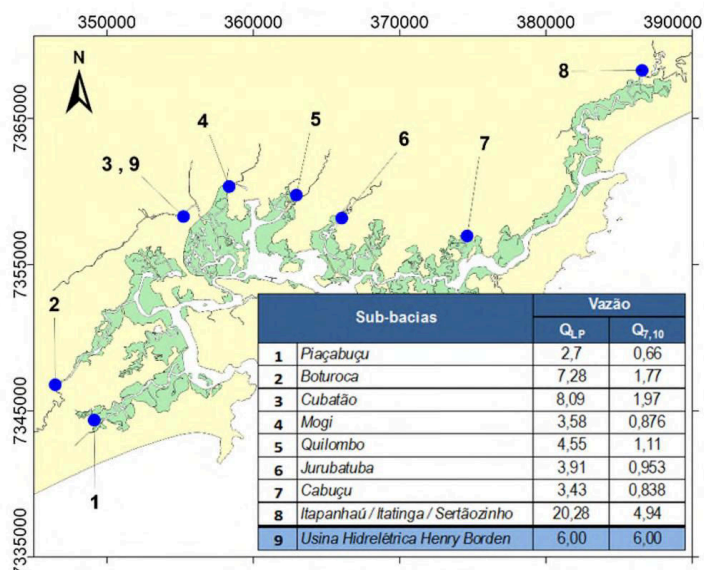 350000 360000 370000 380000 390000
N
8
4
5
6
7
3 , 9
2
1
7365000
7355000
7345000
7335000
Sub-bacias Vazão
QLP Q7,10
1 Piaçabuçu 2,7 0,66
2 Boturoca 7,28 1,77
3 Cubatão 8,09 1,97
4 Mogi 3,58 0,876
5 Quilombo 4,55 1,11
6 Jurubatuba 3,91 0,953
7 Cabuçu 3,43 0,838
8 Itapanhaú / Itatinga / Sertãozinho 20,28 4,94
9 Usina Hidrelétrica Henry Borden 6,00 6,00